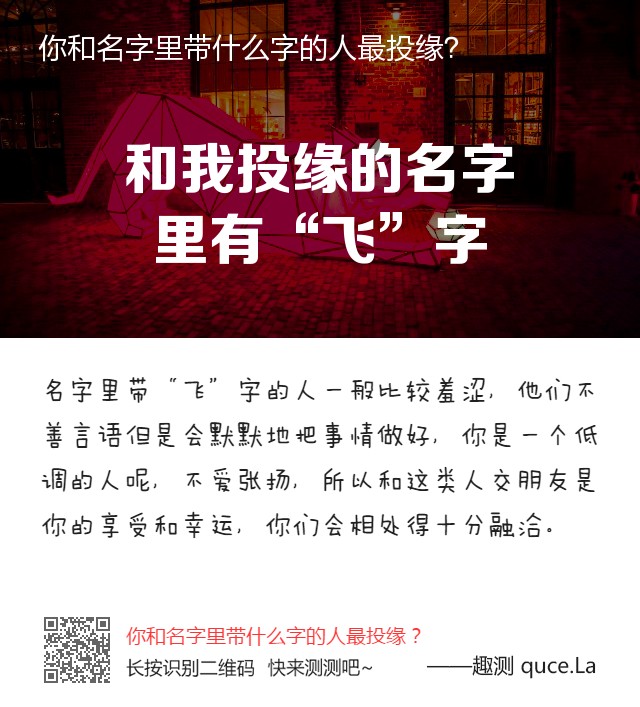 你和名字里带什么字的人最投缘?
和我投缘的名字
里有“飞”字
名字里带“飞”字的人一般比较羞涩, 他们不
善言语但是会默默地把事情做好, 你是一个低
调的人呢, 不爱张扬, 所以和这类人交朋友是
你的享受和幸运, 你们会相处得十分融洽。
你和名字里带什么字的人最投缘？
长按识别二维码 快来测测吧~
——趣测 quce.La